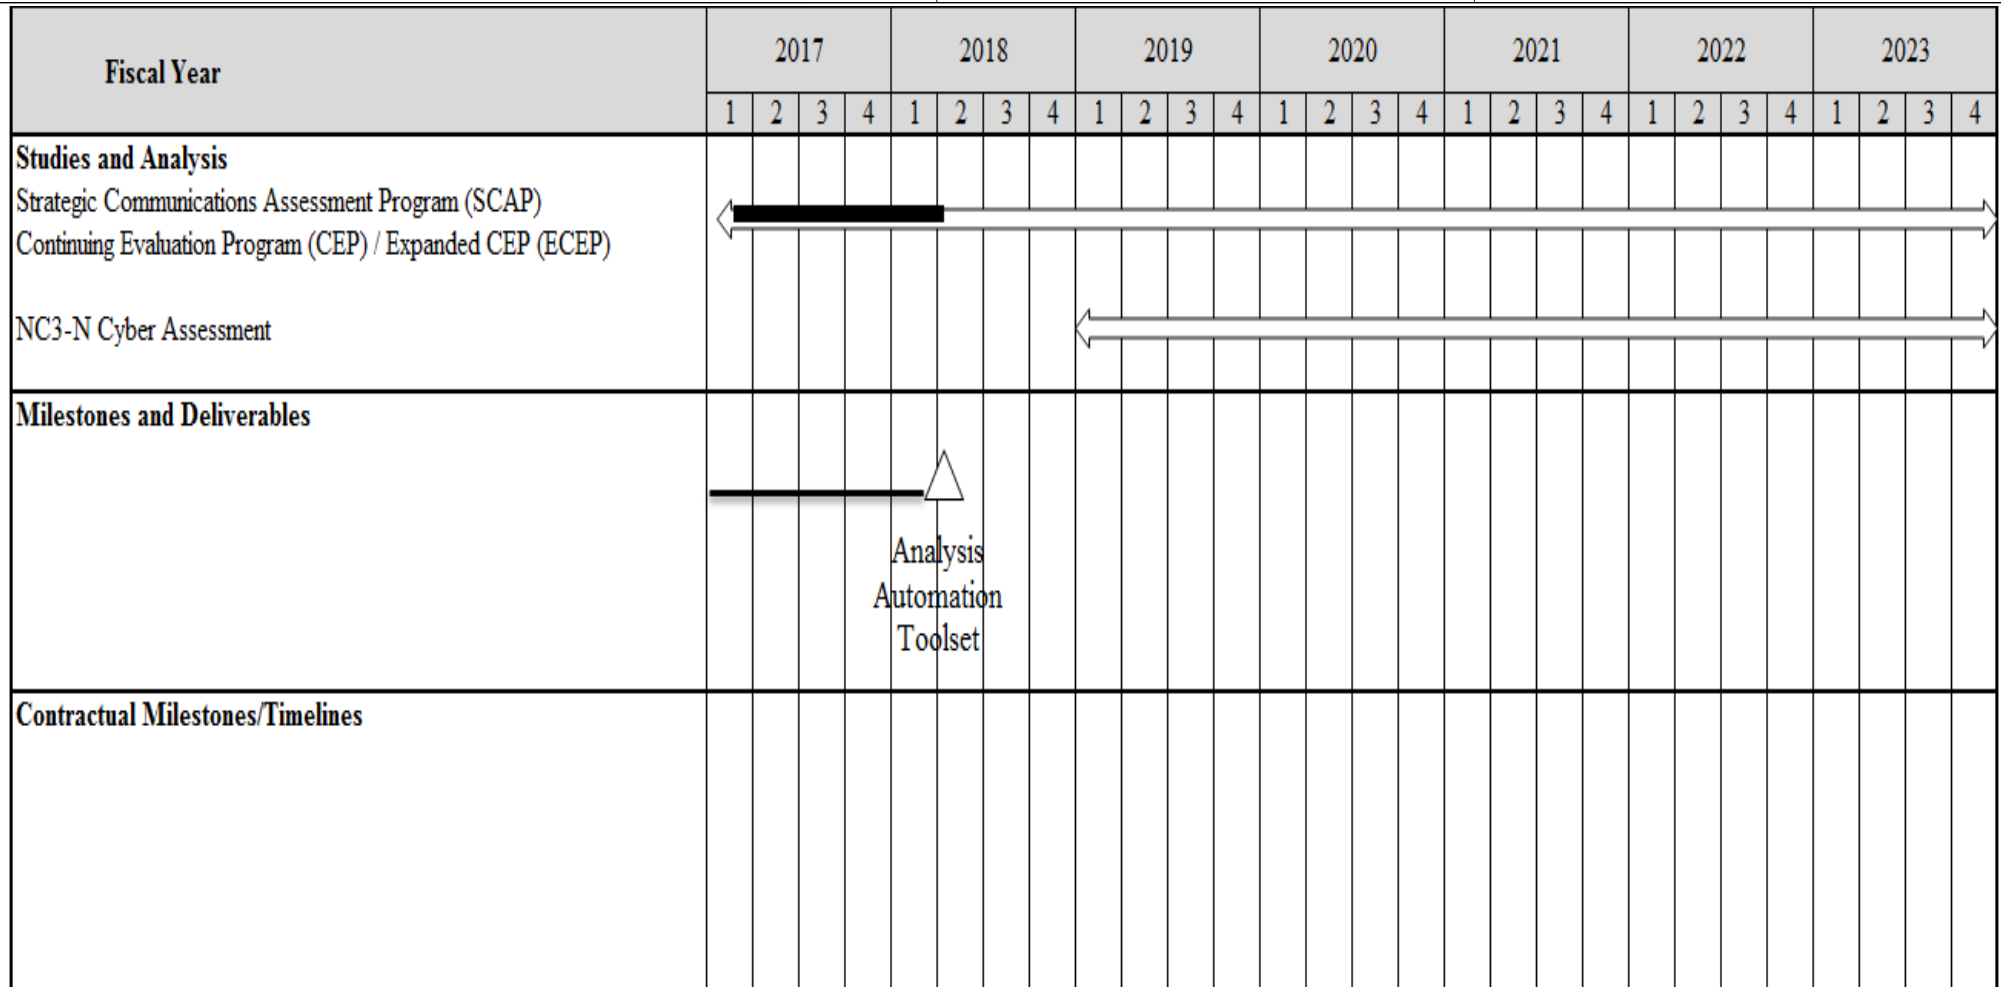 Fiscal Year
2017 2018 2019 2020 2021 2022 2023
1 2 3 4 1 2 3 4 1 2 3 4 1 2 3 4 1 2 3 4 1 2 3 4 1 2 3 4
Studies and Analysis
Strategic Communications Assessment Program (SCAP)
Continuing Evaluation Program (CEP) / Expanded CEP (ECEP)
NC3-N Cyber Assessment
Milestones and Deliverables
Analysis
Automation
Toolset
Contractual Milestones/Timelines